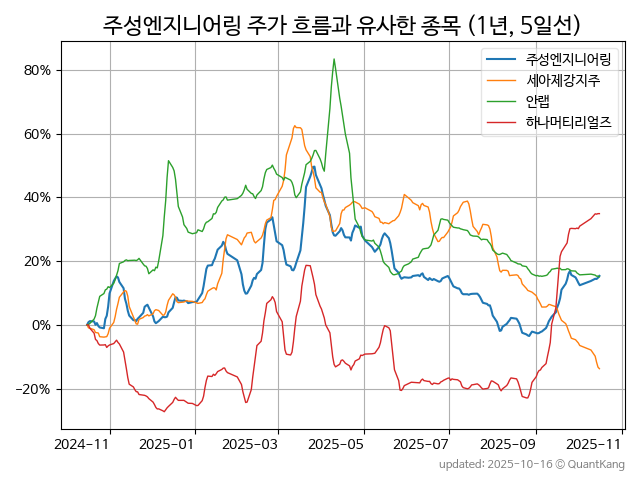 주성엔지니어링 주가 흐름과 유사한 종목 (1년, 5일선)
주성엔지니어링
세아제강지주
안랩
하나머티리얼즈
80%
60%
40%
20%
0%
−20%
2024-11
2025-01
2025-03
2025-05
2025-07
2025-09
2025-11
updated: 2025-10-16 © QuantKang